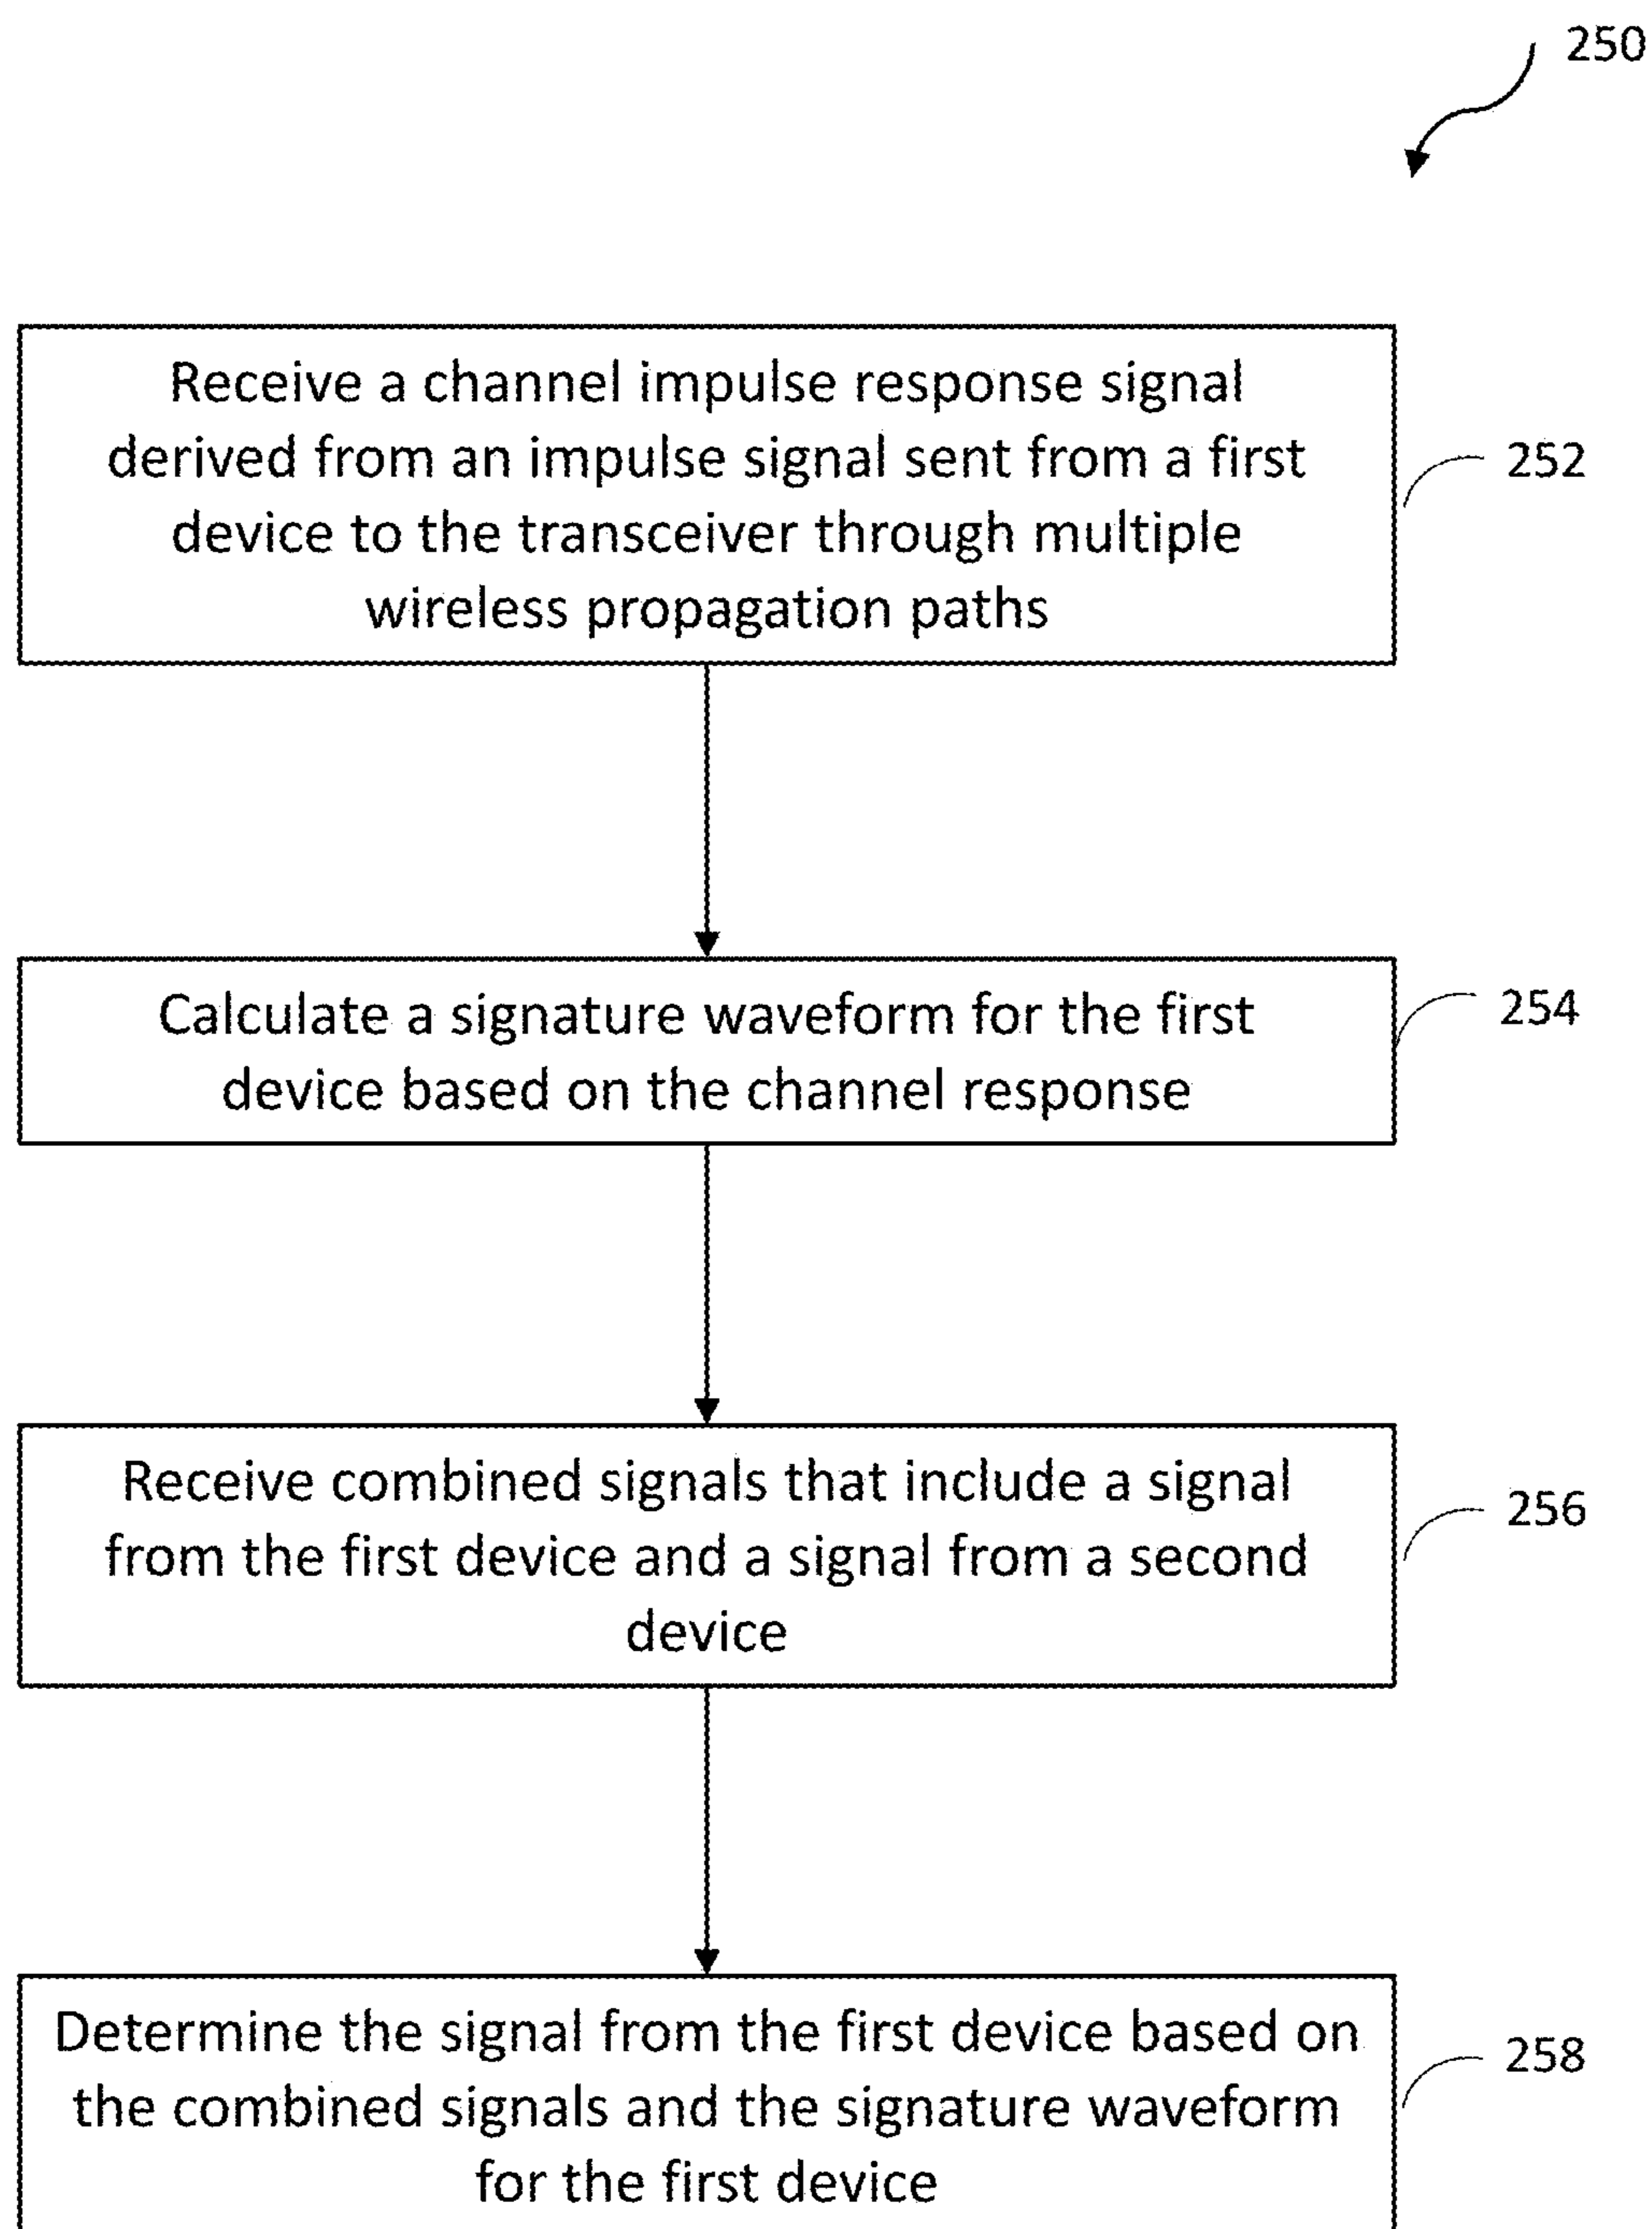 250
Receive a channel impulse response signal
derived from an impulse signal sent from a first
device to the transceiver through multiple
wireless propagation paths
252
Calculate a signature waveform for the first
device based on the channel response
254
Receive combined signals that include a signal
from the first device and a signal from a second
device
256
Determine the signal from the first device based on
the combined signals and the signature waveform
for the first device
258